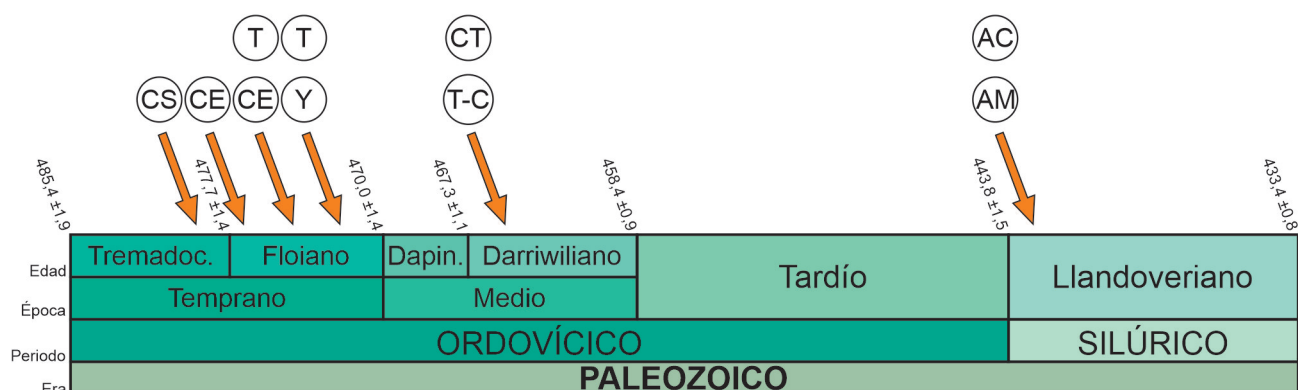 T T CT AC
CS CE CE Y T-C AM
485,4 ±1,9 477,7 ±1,4 470,0 ±1,4 467,3 ±1,1 458,4 ±0,9 443,8 ±1,5 433,4 ±0,8
Edad Tremadoc. Floiano Dapin. Darriwiliano Tardío Llandoveriano
Época Temprano Medio
Periodo ORDOVÍCICO SILÚRICO
Era PALEOZOICO